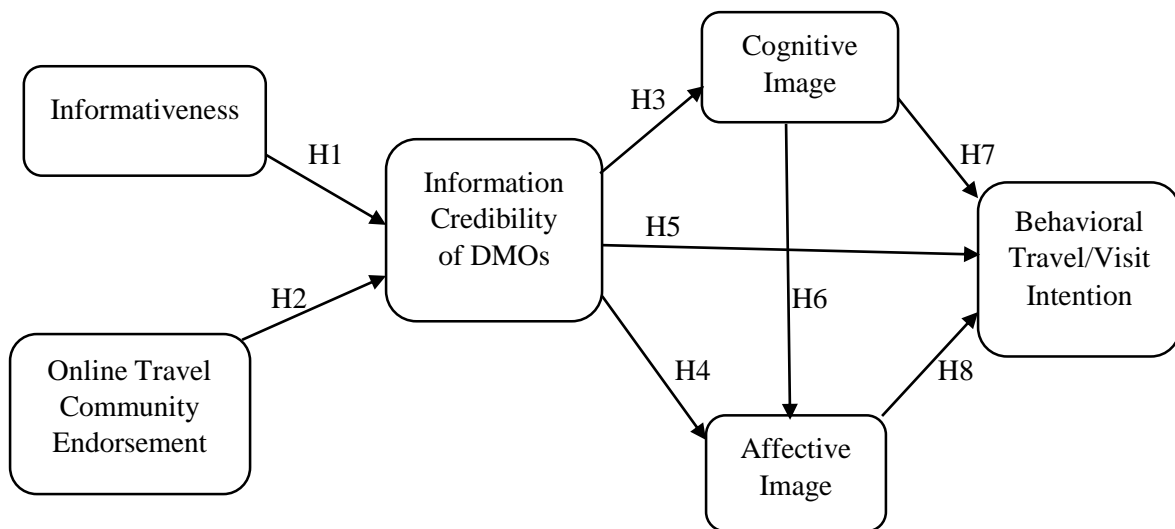 Informativeness
H1
Online Travel
Community
Endorsement
H2
Information
Credibility
of DMOs
H3
H5
H4
Cognitive
Image
H6
Affective
Image
H7
H8
Behavioral
Travel/Visit
Intention